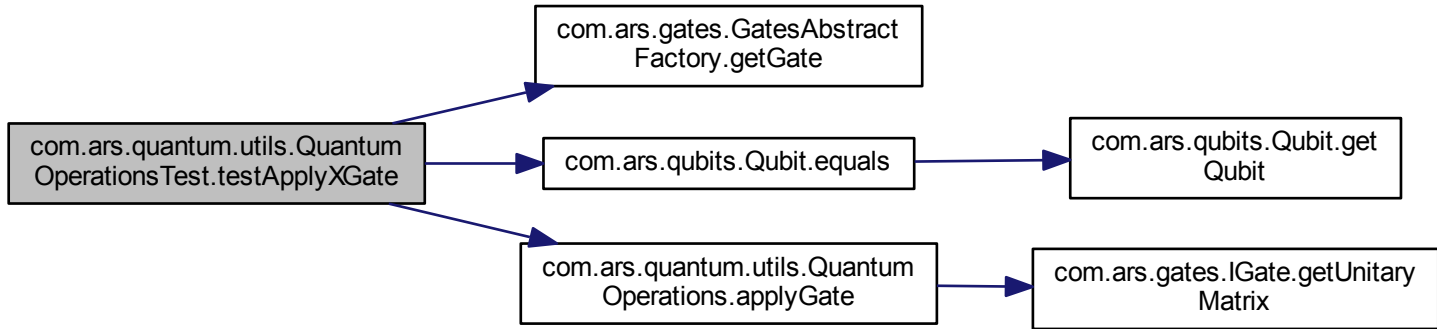 com.ars.gates.GatesAbstract
Factory.getGate
com.ars.quantum.utils.Quantum
OperationsTest.testApplyXGate
com.ars.qubits.Qubit.equals
com.ars.qubits.Qubit.get
Qubit
com.ars.quantum.utils.Quantum
Operations.applyGate
com.ars.gates.IGate.getUnitary
Matrix